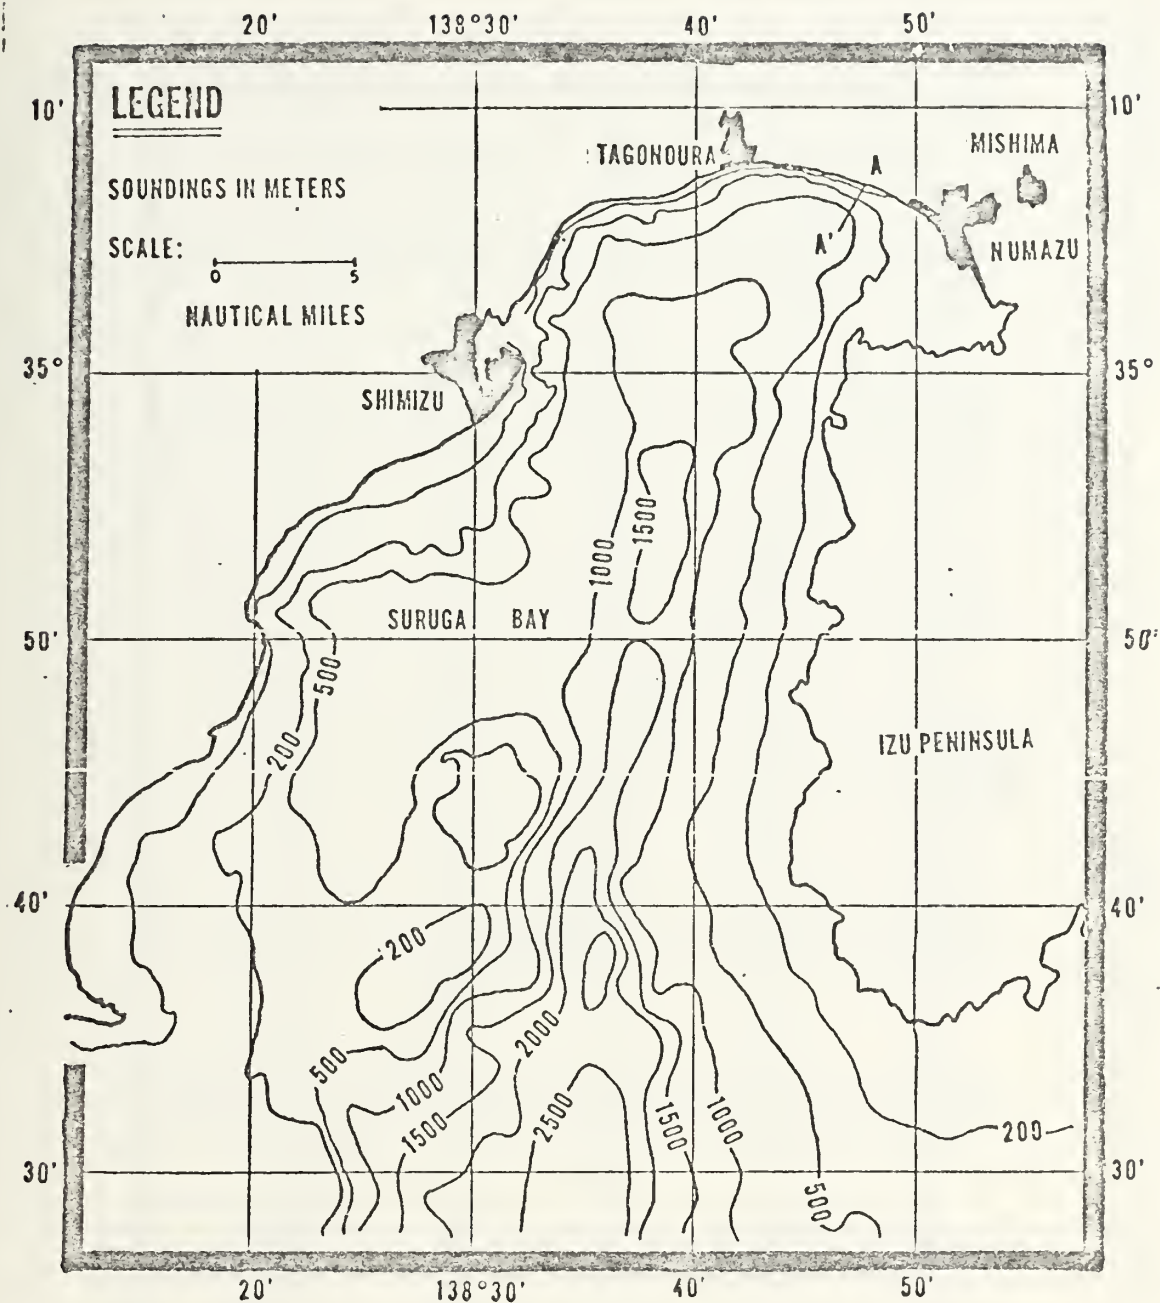 20' 138°30' 40' 50'
10' LEGEND 10'
TAGONOURA MISHIMA
A
SOUNDINGS IN METERS
SCALE: A' NUMAZU
0 5
NAUTICAL MILES
35° 35°
SHIMIZU
1500
1000
SURUGA BAY
50' 50'
500
200 IZU PENINSULA
40' 40'
200
2000
500
1000 2500 1500 1000
1500 200
30' 30'
500
20' 138°30' 40' 50'